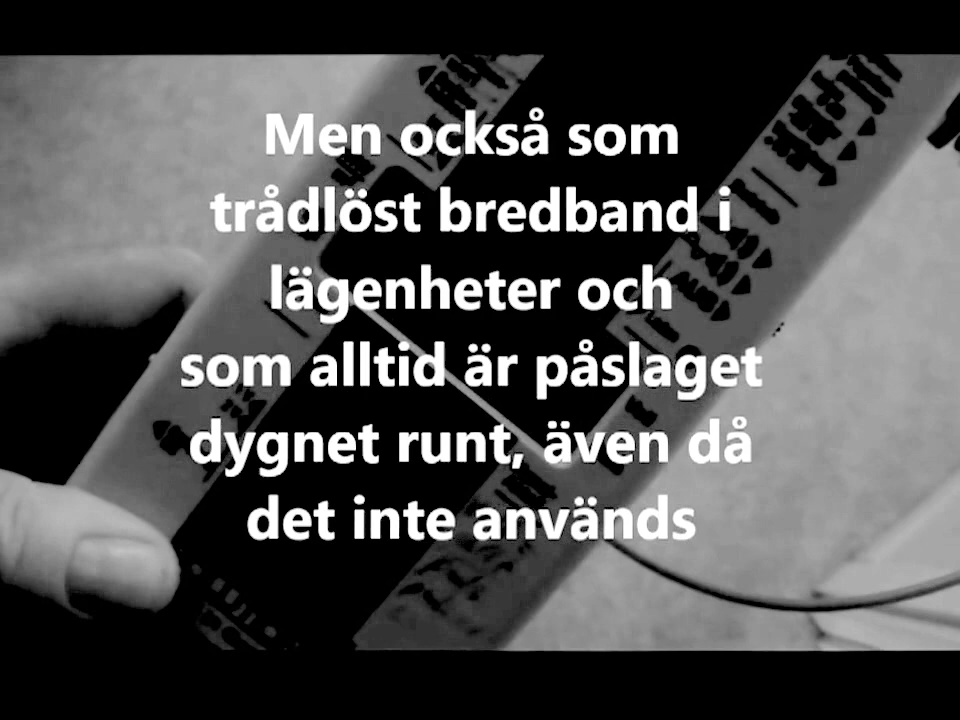 Men också som
trådlöst bredband i
lägenheter och
som alltid är påslaget
dygnet runt, även då
det inte används